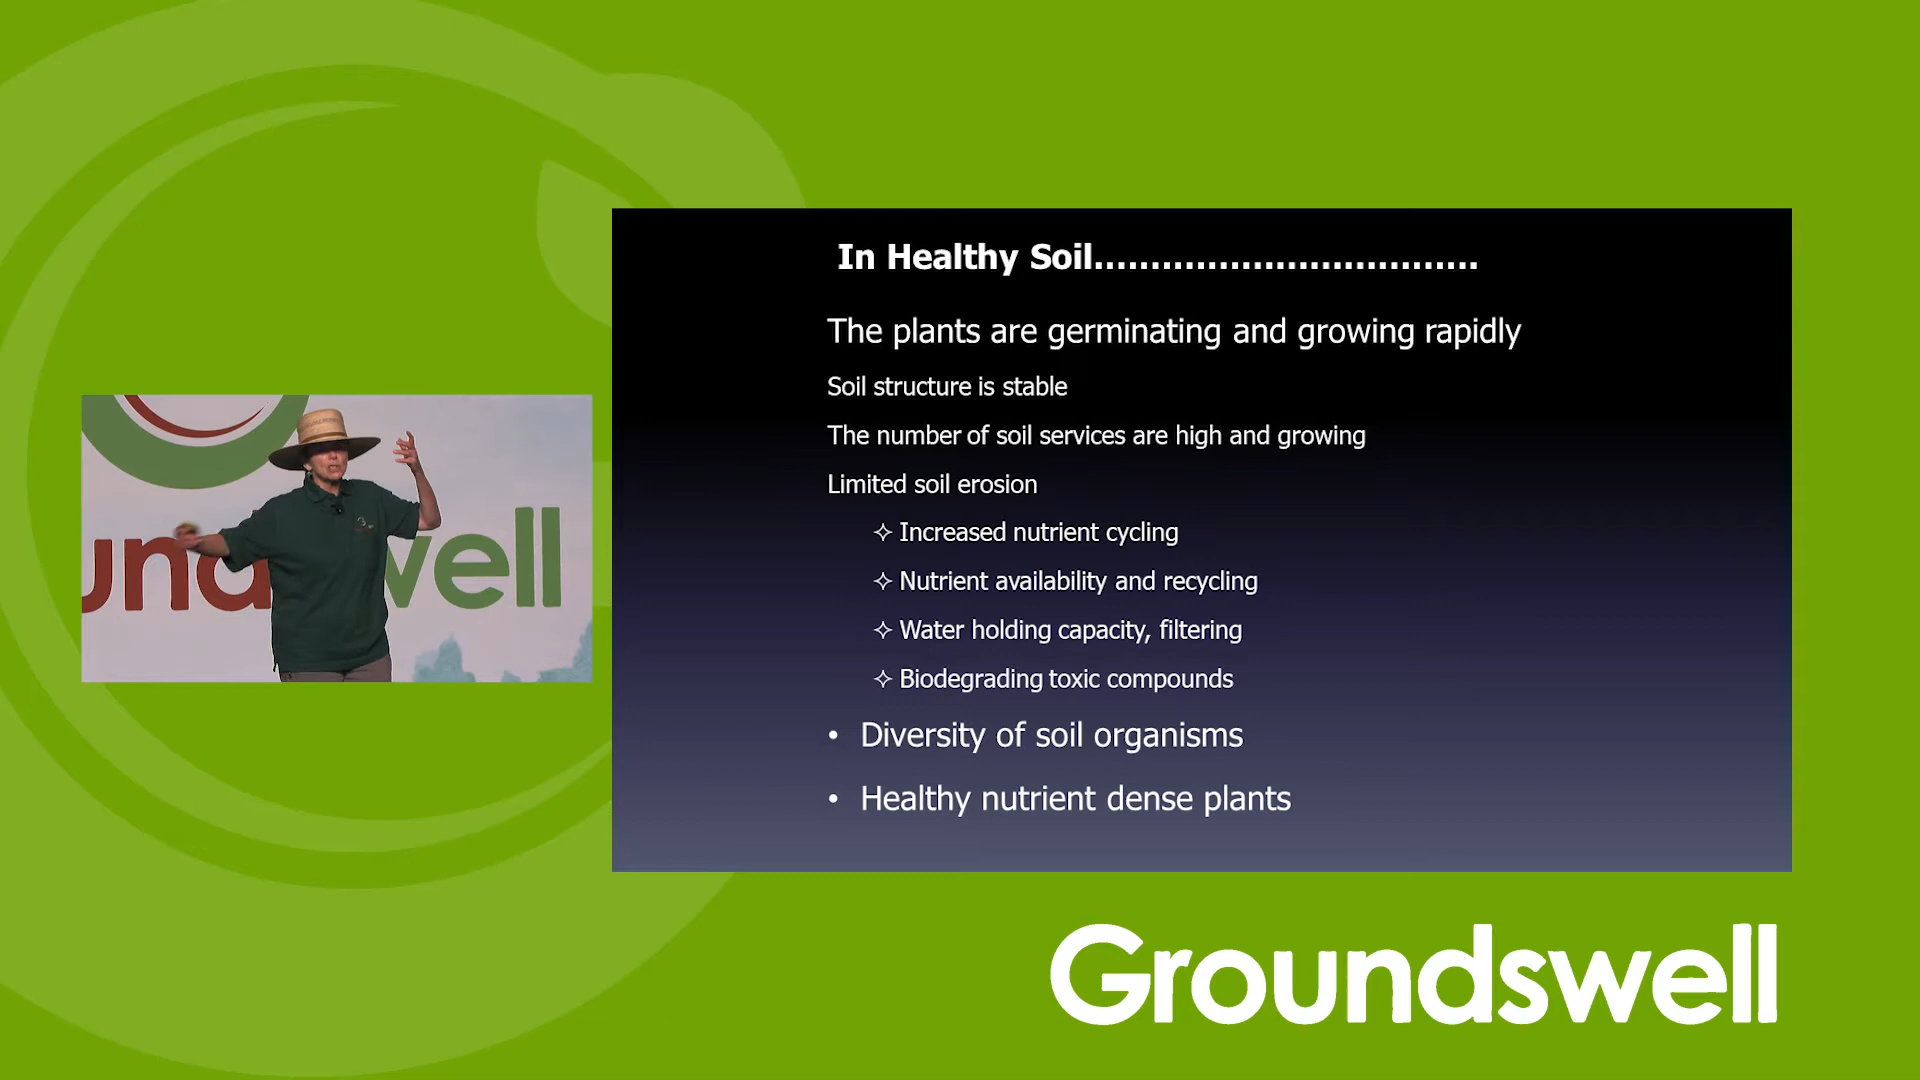 In Healthy Soil..................................
The plants are germinating and growing rapidly
Soil structure is stable
The number of soil services are high and growing
Limited soil erosion
✧ Increased nutrient cycling
✧ Nutrient availability and recycling
✧ Water holding capacity, filtering
✧ Biodegrading toxic compounds
• Diversity of soil organisms
• Healthy nutrient dense plants
und well
Groundswell